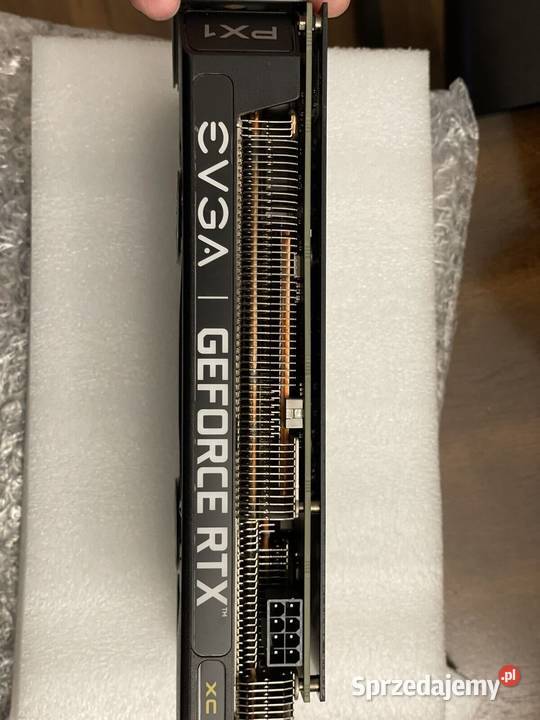 PX1
EVGA | GEFORCE RTX™
XC
Sprzedajemy.pl